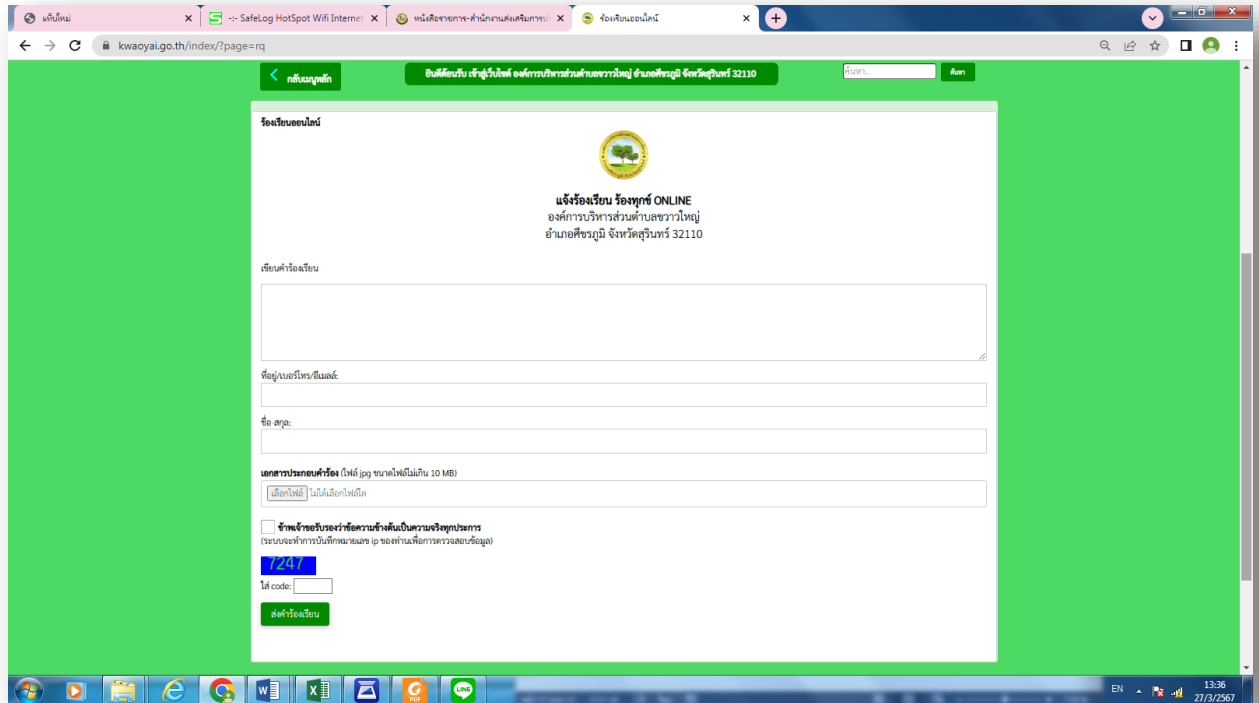 แท็บใหม่
-:- SafeLog HotSpot Wifi Internet
หนังสือราชการ-สำนักงานส่งเสริมการป
ร้องเรียนออนไลน์
kwaoyai.go.th/index/?page=rq
กลับเมนูหลัก
ยินดีต้อนรับ เข้าสู่เว็บไซต์ องค์การบริหารส่วนตำบลขวาวใหญ่ อำเภอศีขรภูมิ จังหวัดสุรินทร์ 32110
ค้นหา..
ค้นหา
ร้องเรียนออนไลน์
แจ้งร้องเรียน ร้องทุกข์ ONLINE
องค์การบริหารส่วนตำบลขวาวใหญ่
อำเภอศีขรภูมิ จังหวัดสุรินทร์ 32110
เขียนคำร้องเรียน
ที่อยู่/เบอร์โทร/อีเมลล์:
ชื่อ-สกุล:
เอกสารประกอบคำร้อง (ไฟล์ jpg ขนาดไฟล์ไม่เกิน 10 MB)
เลือกไฟล์ ไม่ได้เลือกไฟล์ใด
ข้าพเจ้าขอรับรองว่าข้อความข้างต้นเป็นความจริงทุกประการ
(ระบบจะทำการบันทึกหมายเลข ip ของท่านเพื่อการตรวจสอบข้อมูล)
7247
ใส่ code:
ส่งคำร้องเรียน
EN
13:36
27/3/2567